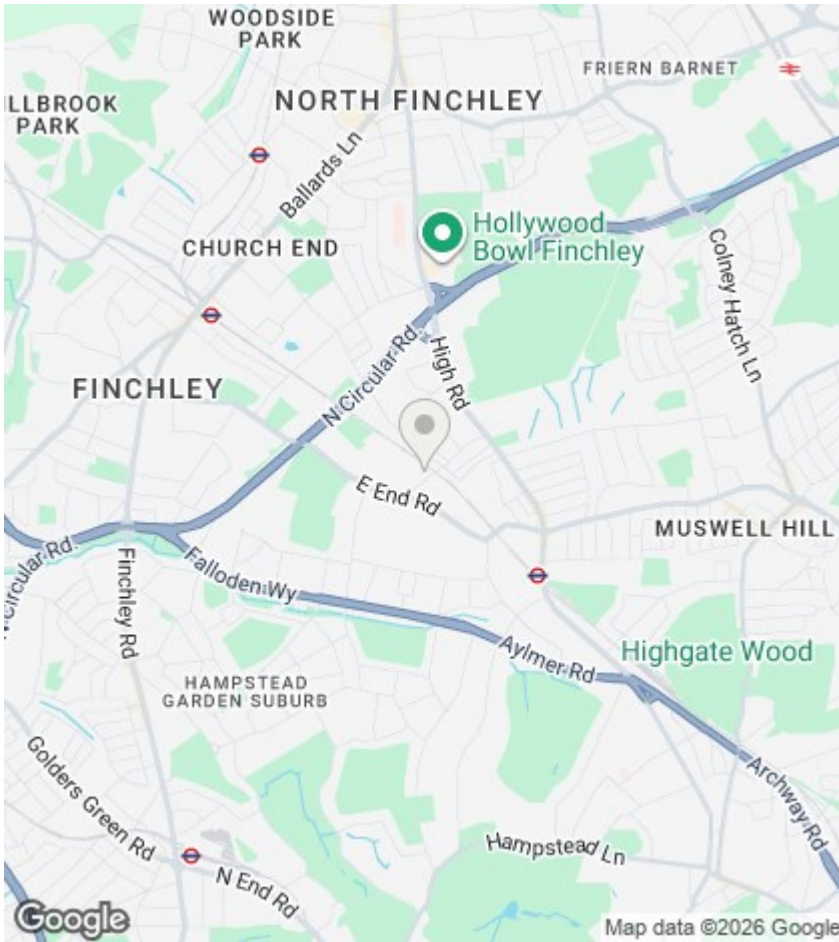 WOODSIDE
PARK
FRIERN BARNET
NORTH FINCHLEY
ILLBROOK
PARK
Ballards Ln
Hollywood
Bowl Finchley
CHURCH END
Colney Hatch Ln
N Circular Rd
High Rd
FINCHLEY
E End Rd
MUSWELL HILL
N Circular Rd
Finchley Rd
Falloden Wy
Aylmer Rd
Highgate Wood
HAMPSTEAD
GARDEN SUBURB
Golders Green Rd
Archway Rd
Hampstead Ln
N End Rd
Google
Map data ©2026 Google